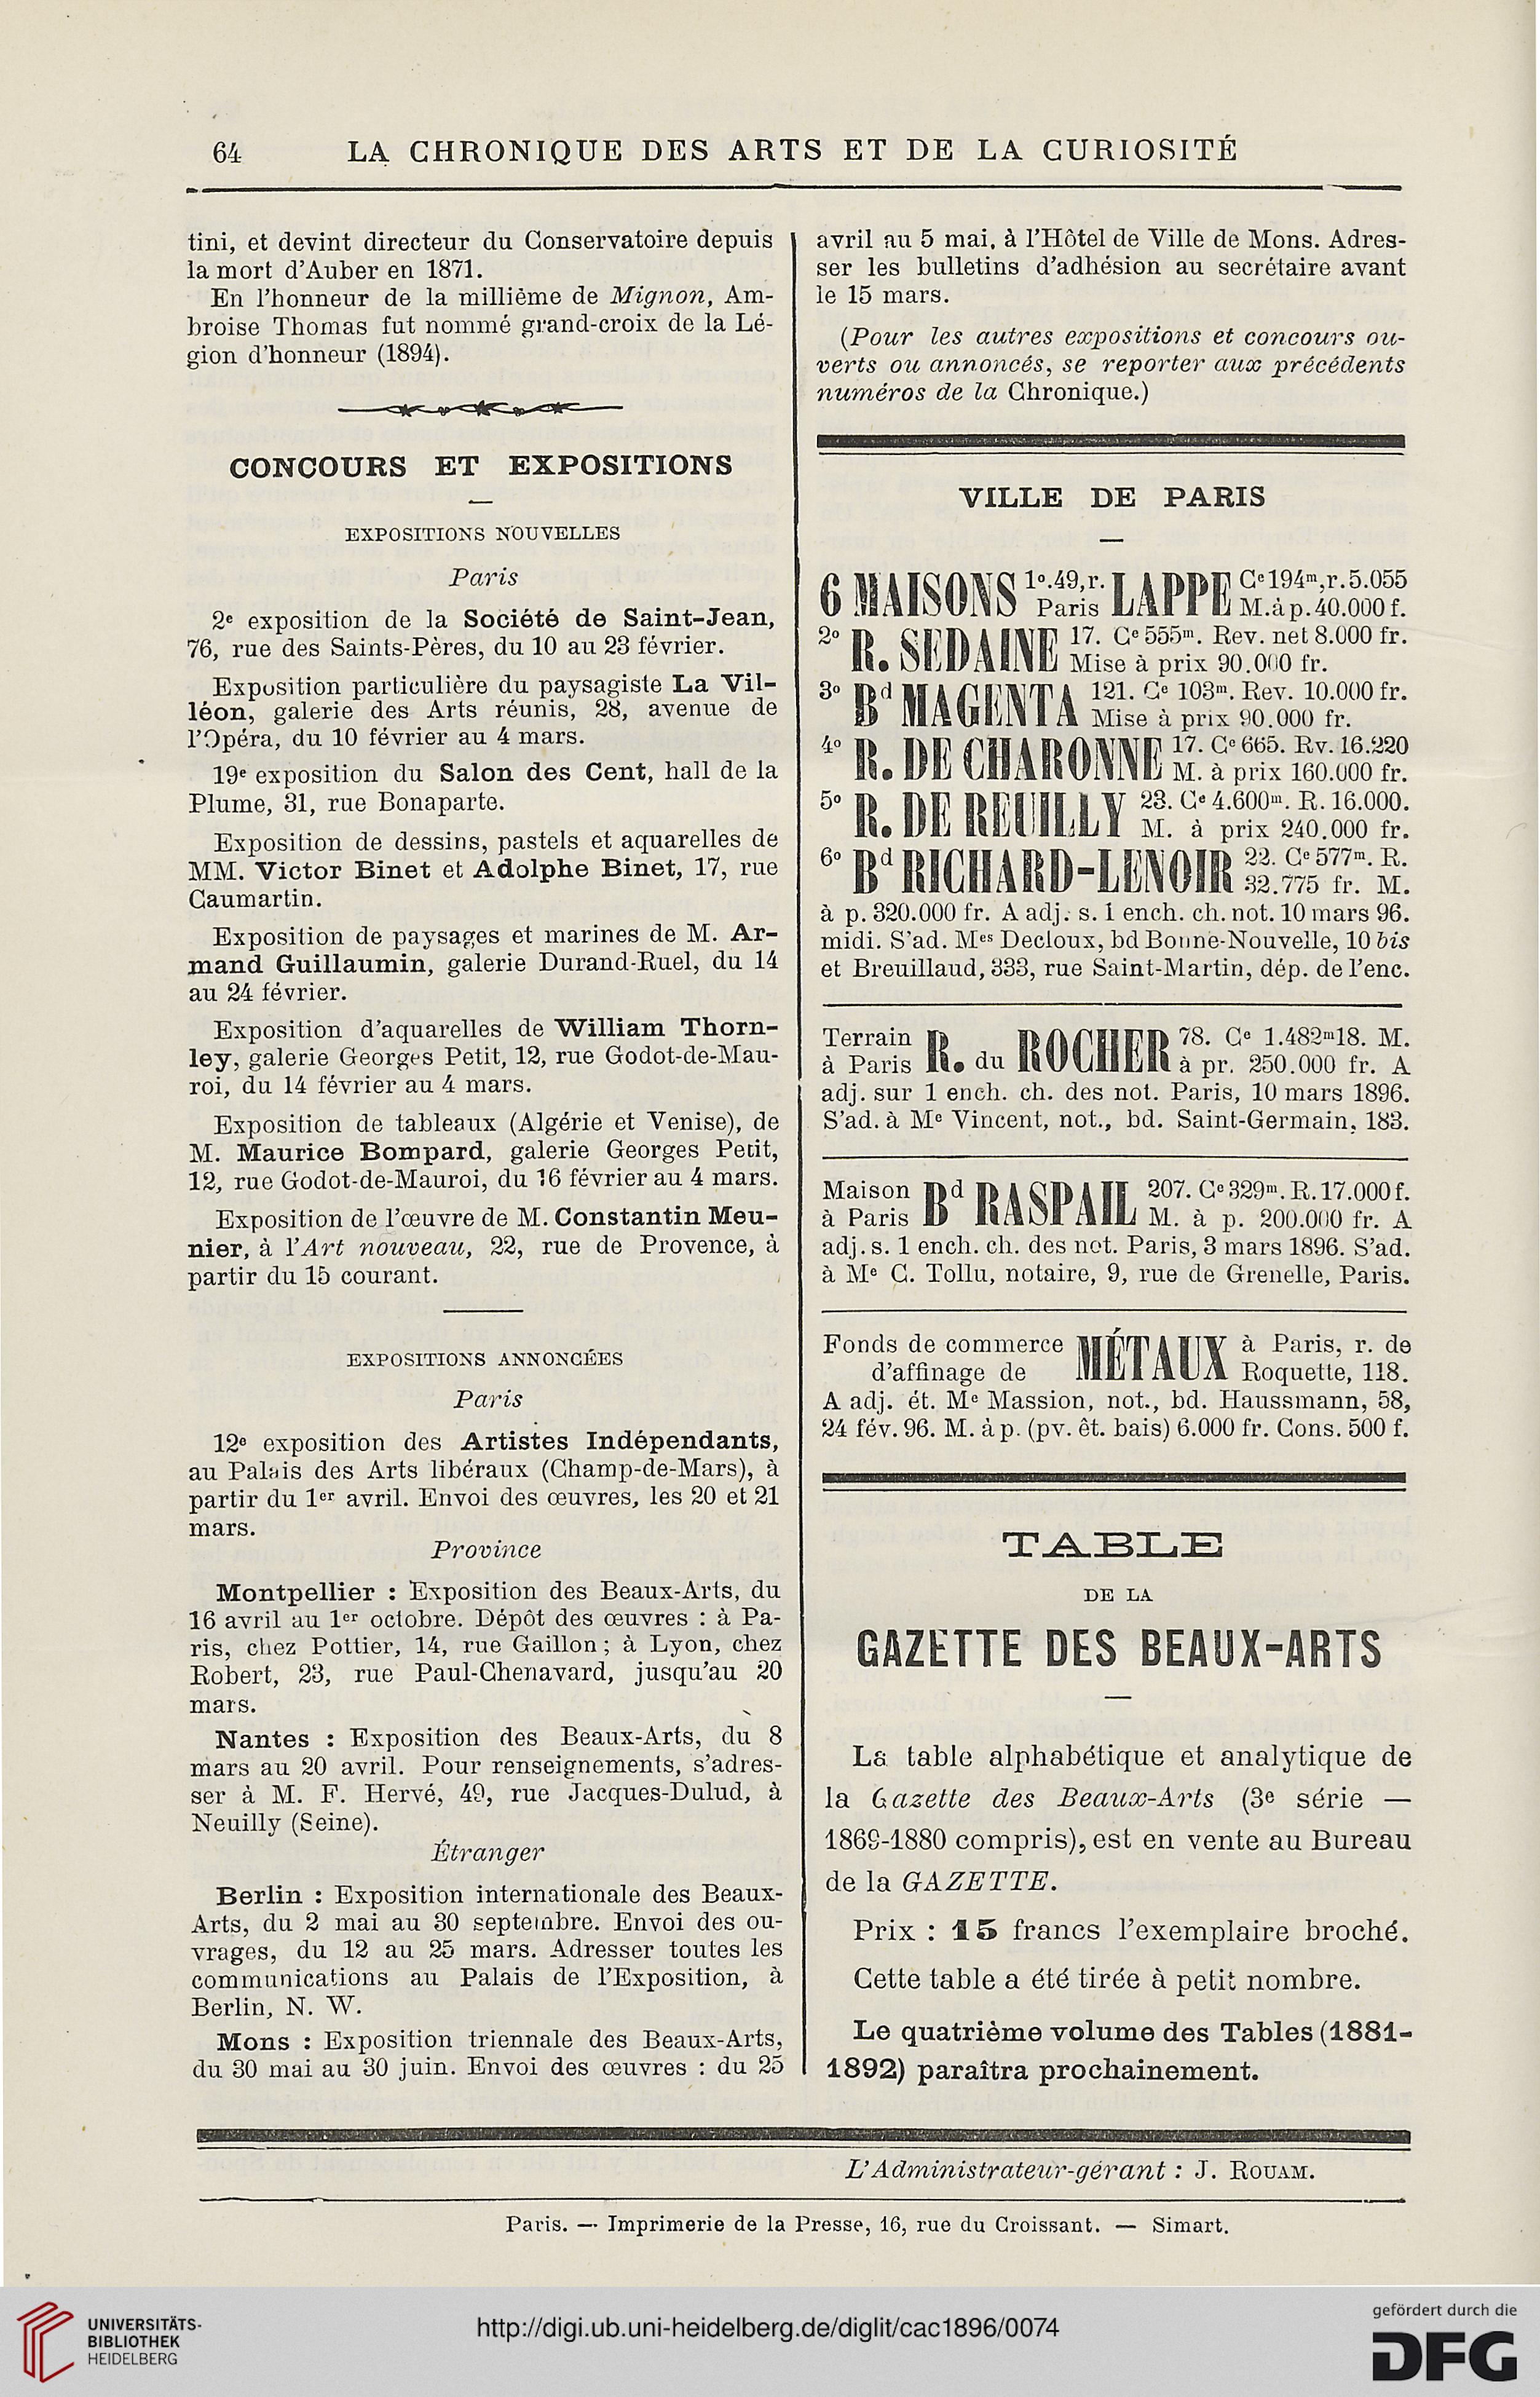 64 LA CHRONIQUE DES ARTS ET DE LA CURIOSITÉ
tini, et devint directeur du Conservatoire depuis
la mort d'Auber en 1871.
En l'honneur de la millième de Mignon, Am-
broise Thomas fut nommé grand-croix de la Lé-
gion d'honneur (1894).
CONCOURS ET EXPOSITIONS
EXPOSITIONS NOUVELLES
Paris
2e exposition de la Société de Saint-Jean,
76, rue des Saints-Pères, du 10 au 23 février.
Exposition particulière du paysagiste La Vil-
léon, galerie des Arts réunis, 28, avenue de
l'Opéra, du 10 février au 4 mars.
19e exposition du Salon des Cent, hall de la
Plume, 31, rue Bonaparte.
Exposition de dessins, pastels et aquarelles de
MM. Victor Binet et Adolphe Binet, 17, rue
Caumartin.
Exposition de paysages et marines de M. Ar-
mand Guillaumin, galerie Durand-Ruel, du 14
au 24 février.
Exposition d'aquarelles de William Thorn-
ley, galerie Georges Petit, 12, rue Godot-de-Mau-
roi, du 14 février au 4 mars.
Exposition de tableaux (Algérie et Venise), de
M. Maurice Bompard, galerie Georges Petit,
12, rue Godot-de-Mauroi, du 16 février au 4 mars.
Exposition de l'œuvre de M. Constantin Meu-
nier, à l'Art nouveau, 22, rue de Provence, à
partir du 15 courant.
EXPOSITIONS ANNONCÉES
Paris
12e exposition des Artistes Indépendants,
au Palais des Arts libéraux (Champ-de-Mars), à
partir du 1er avril. Envoi des œuvres, les 20 et 21
mars.
Province
Montpellier : Exposition des Beaux-Arts, du
16 avril au 1er octobre. Dépôt des œuvres : à Pa-
ris, chez Pottier, 14, rue Gaillon; à Lyon, chez
Robert, 23, rue Paul-Chenavard, jusqu'au 20
mars.
Nantes : Exposition des Beaux-Arts, du 8
mars au 20 avril. Pour renseignements, s'adres-
ser à M. F. Hervé, 49, rue Jacques-Dulud, à
Neuilly (Seine).
Étranger
Berlin : Exposition internationale des Beaux-
Arts, du 2 mai au 30 septembre. Envoi des ou-
vrages, du 12 au 25 mars. Adresser toutes les
communications au Palais de l'Exposition, à
Berlin, N. W.
Mons : Exposition triennale des Beaux-Arts,
du 30 mai au 30 juin. Envoi des œuvres : du 25
avril au 5 mai, à l'Hôtel de Ville de Mons. Adres-
ser les bulletins d'adhésion au secrétaire avant
le 15 mars.
(Pour les autres expositions et concours ou-
verts ou annoncés, se reporter aux précédents
numéros de la Chronique.)
VILLE DE PARIS
6 MAISONS 1°.49,r. Paris LAPPE Ce194m,r.5.055 M.àp.40.000 f.
2° R. SEDAINE 17. Ce 555m. Rev. net 8.000 fr. Mise à prix 90.000 fr.
3° Bd MAGENTA 121. Ce 103m. Rev. 10.000 fr. Mise à prix 90.000 fr.
4° R. DE CHARONNE 17. Ce 665. Rv. 16.220 M. à prix 160.000 fr.
5° R. DE REUILLY 23. Ce 4.600m. R. 16.000. M. à prix 240.000 fr.
6° Bd RICHARD-LENOIR 22. Ce 577m. R. 32.775 fr. M.
à p. 320.000 fr. A adj. s. 1 ench. ch. not. 10 mars 96.
midi. S'ad. Mes Decloux, bd Bonne-Nouvelle, 10 bis
et Breuillaud, 333, rue Saint-Martin, dép. de l'enc.
Terrain à Paris R. du ROCHER 78. Ce 1.482m18. M. à pr. 250.000 fr. A
adj. sur 1 ench. ch. des not. Paris, 10 mars 1896.
S'ad. à Me Vincent, not., bd. Saint-Germain, 183.
Maison à Paris Bd RASPAIL 207. Ce 329m. R. 17.000 f. M. à p. 200.000 fr. A
adj. s. 1 ench. ch. des not. Paris, 3 mars 1896. S'ad.
à Me C. Tollu, notaire, 9, rue de Grenelle, Paris.
Fonds de commerce d'affinage de MÉTAUX à Paris, r. de Roquette, 118.
A adj. ét. Me Massion, not., bd. Haussmann, 58,
24 fév. 96. M. à p. (pv. êt. bais) 6.000 fr. Cons. 500 f.
TABLE
DE LA
GAZETTE DES BEAUX-ARTS
La table alphabétique et analytique de
la Gazette des Beaux-Arts (3e série —
1869-1880 compris), est en vente au Bureau
de la GAZETTE.
Prix : 15 francs l'exemplaire broché.
Cette table a été tirée à petit nombre.
Le quatrième volume des Tables (1881-
1892) paraîtra prochainement.
L'Administrateur-gérant : J. ROUAM.
Paris. — Imprimerie de la Presse, 16, rue du Croissant. — Simart.
UNIVERSITÄTS-
BIBLIOTHEK
HEIDELBERG
http://digi.ub.uni-heidelberg.de/diglit/cac1896/0074
gefördert durch die
DFG